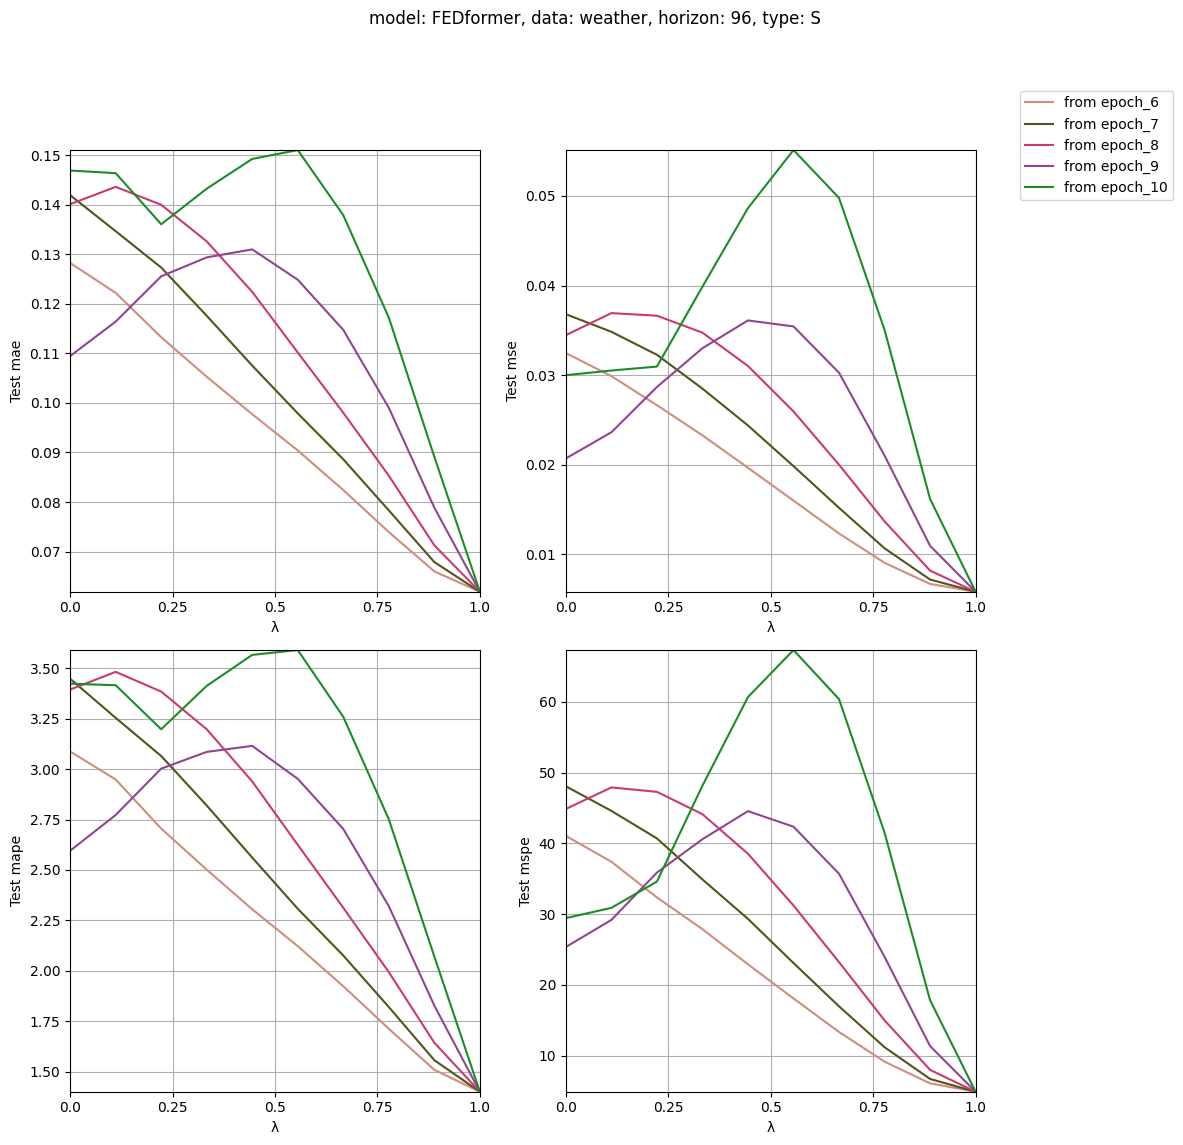 model: FEDformer, data: weather, horizon: 96, type: S
from epoch_6
from epoch_7
from epoch_8
from epoch_9
from epoch_10
0.15
0.14
0.13
0.12
0.11
0.10
0.09
0.08
0.07
Test mae
0.0 0.25 0.5 0.75 1.0
λ
0.05
0.04
0.03
0.02
0.01
Test mse
0.0 0.25 0.5 0.75 1.0
λ
3.50
3.25
3.00
2.75
2.50
2.25
2.00
1.75
1.50
Test mape
0.0 0.25 0.5 0.75 1.0
λ
60
50
40
30
20
10
Test mspe
0.0 0.25 0.5 0.75 1.0
λ